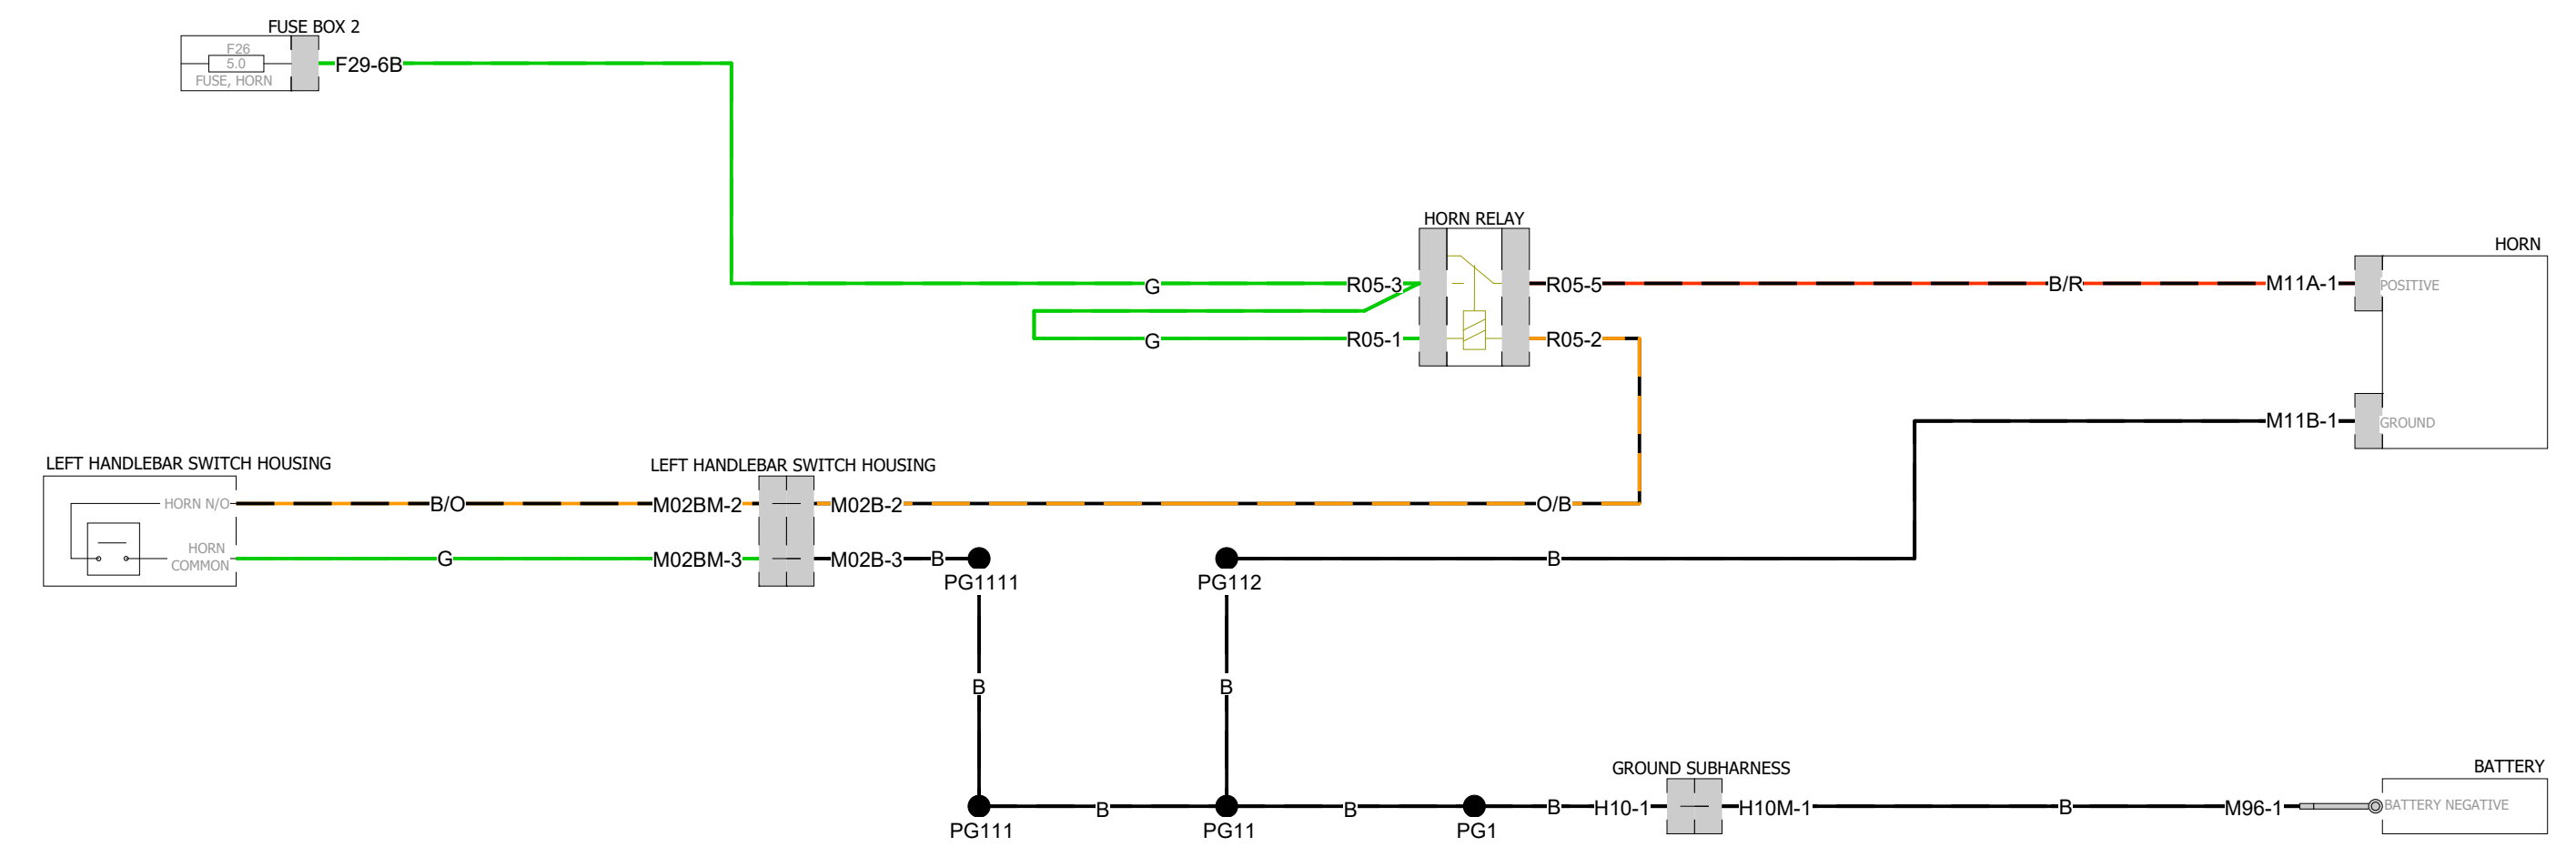 FUSE BOX 2
F26
5.0
FUSE, HORN
F29-6B
HORN RELAY
HORN
G
R05-3
R05-5
B/R
M11A-1
POSITIVE
G
R05-1
R05-2
M11B-1
GROUND
LEFT HANDLEBAR SWITCH HOUSING
LEFT HANDLEBAR SWITCH HOUSING
HORN N/O
B/O
M02BM-2
M02B-2
O/B
HORN
COMMON
G
M02BM-3
M02B-3
B
B
PG1111
PG112
B
B
GROUND SUBHARNESS
BATTERY
B
B
B
H10-1
H10M-1
B
M96-1
BATTERY NEGATIVE
PG111
PG11
PG1